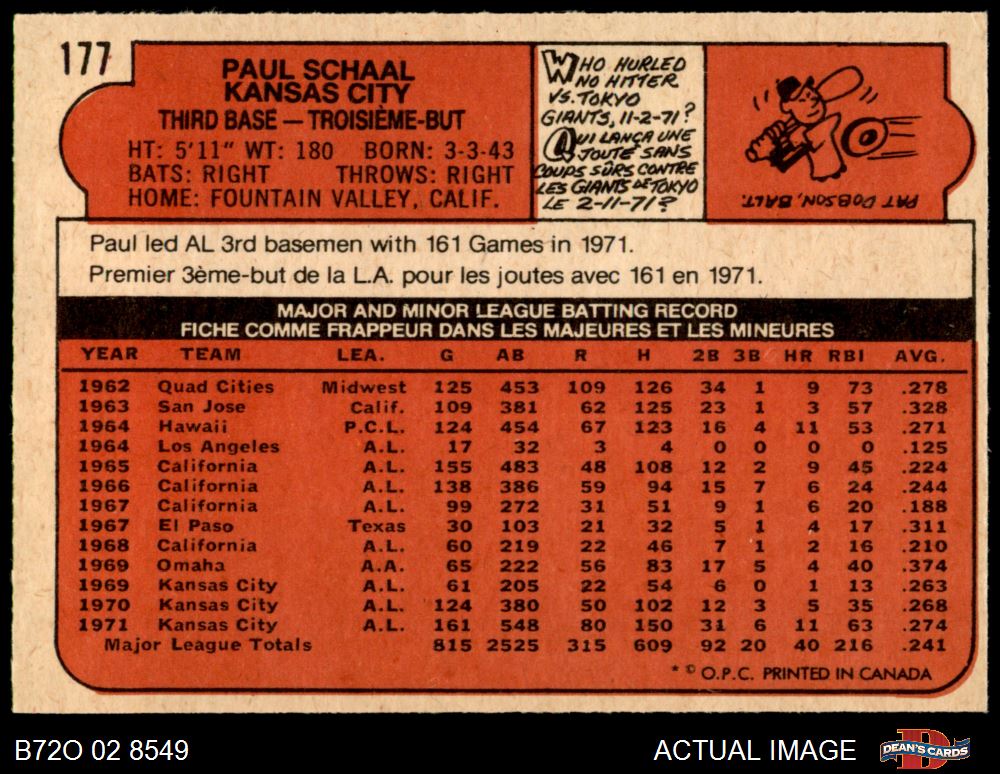 177
PAUL SCHAAL
KANSAS CITY
THIRD BASE — TROISIÈME-BUT
HT: 5'11" WT: 180 BORN: 3-3-43
BATS: RIGHT THROWS: RIGHT
HOME: FOUNTAIN VALLEY, CALIF.
WHO HURLED
NO HITTER
VS. TOKYO
GIANTS, 11-2-71?
QUI LANÇA UNE
JOUTE SANS
COUPS SÛRS CONTRE
LES GIANTS DE TOKYO
LE 2-11-71?
PAT DOBSON, BALT.
Paul led AL 3rd basemen with 161 Games in 1971.
Premier 3ème-but de la L.A. pour les joutes avec 161 en 1971.
MAJOR AND MINOR LEAGUE BATTING RECORD
FICHE COMME FRAPPEUR DANS LES MAJEURES ET LES MINEURES
YEAR TEAM LEA. G AB R H 2B 3B HR RBI AVG.
1962 Quad Cities Midwest 125 453 109 126 34 1 9 73 .278
1963 San Jose Calif. 109 381 62 125 23 1 3 57 .328
1964 Hawaii P.C.L. 124 454 67 123 16 4 11 53 .271
1964 Los Angeles A.L. 17 32 3 4 0 0 0 0 .125
1965 California A.L. 155 483 48 108 12 2 9 45 .224
1966 California A.L. 138 386 59 94 15 7 6 24 .244
1967 California A.L. 99 272 31 51 9 1 6 20 .188
1967 El Paso Texas 30 103 21 32 5 1 4 17 .311
1968 California A.L. 60 219 22 46 7 1 2 16 .210
1969 Omaha A.A. 65 222 56 83 17 5 4 40 .374
1969 Kansas City A.L. 61 205 22 54 6 0 1 13 .263
1970 Kansas City A.L. 124 380 50 102 12 3 5 35 .268
1971 Kansas City A.L. 161 548 80 150 31 6 11 63 .274
Major League Totals 815 2525 315 609 92 20 40 216 .241
* © O.P.C. PRINTED IN CANADA
B72O 02 8549
ACTUAL IMAGE
DEAN'S CARDS